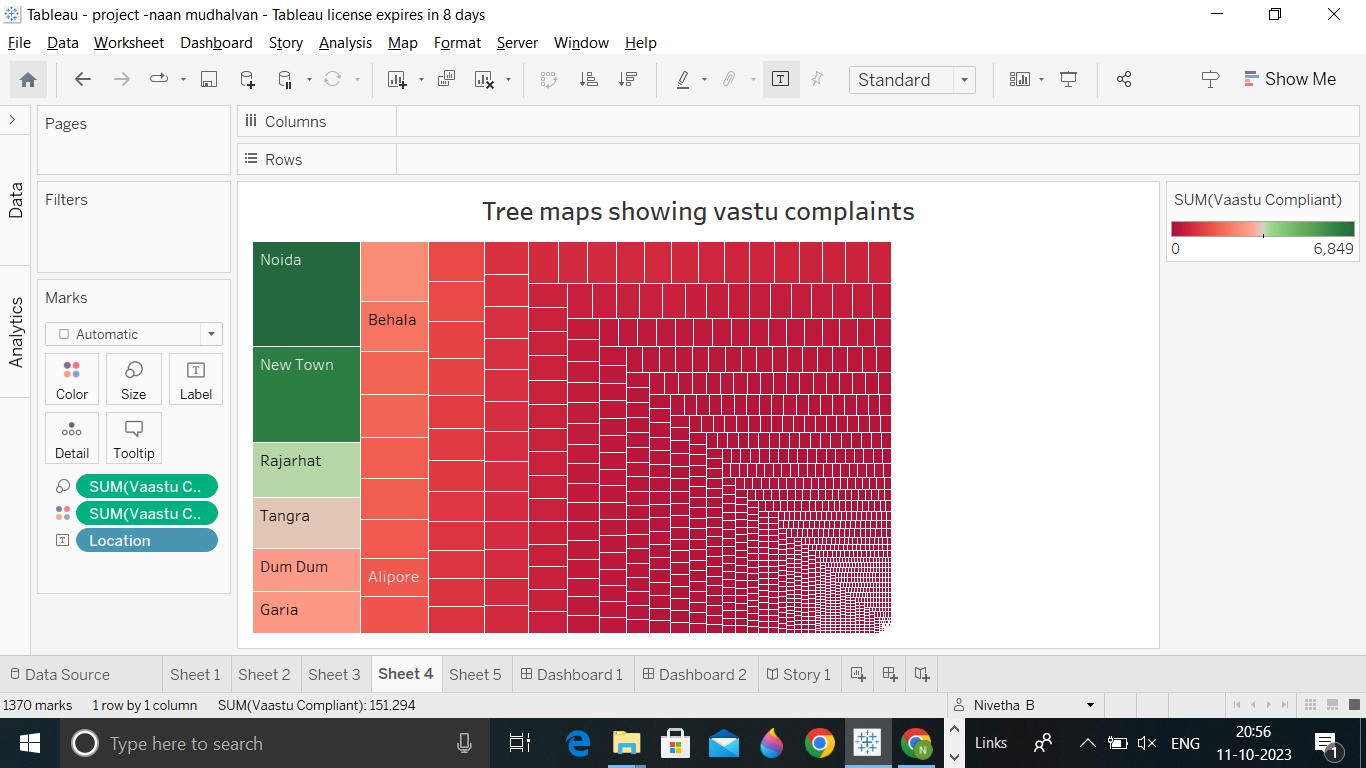 Tableau - project -naan mudhalvan - Tableau license expires in 8 days
File Data Worksheet Dashboard Story Analysis Map Format Server Window Help
Standard
Show Me
Pages
Columns
Rows
Data
Analytics
Filters
Marks
Automatic
Color Size Label
Detail Tooltip
SUM(Vaastu C..
SUM(Vaastu C..
Location
Tree maps showing vastu complaints
Noida
New Town
Rajarhat
Tangra
Dum Dum
Garia
Behala
Alipore
SUM(Vaastu Compliant)
0 6,849
Data Source Sheet 1 Sheet 2 Sheet 3 Sheet 4 Sheet 5 Dashboard 1 Dashboard 2 Story 1
1370 marks 1 row by 1 column SUM(Vaastu Compliant): 151,294 Nivetha B
Type here to search
Links
ENG
20:56
11-10-2023
N
1